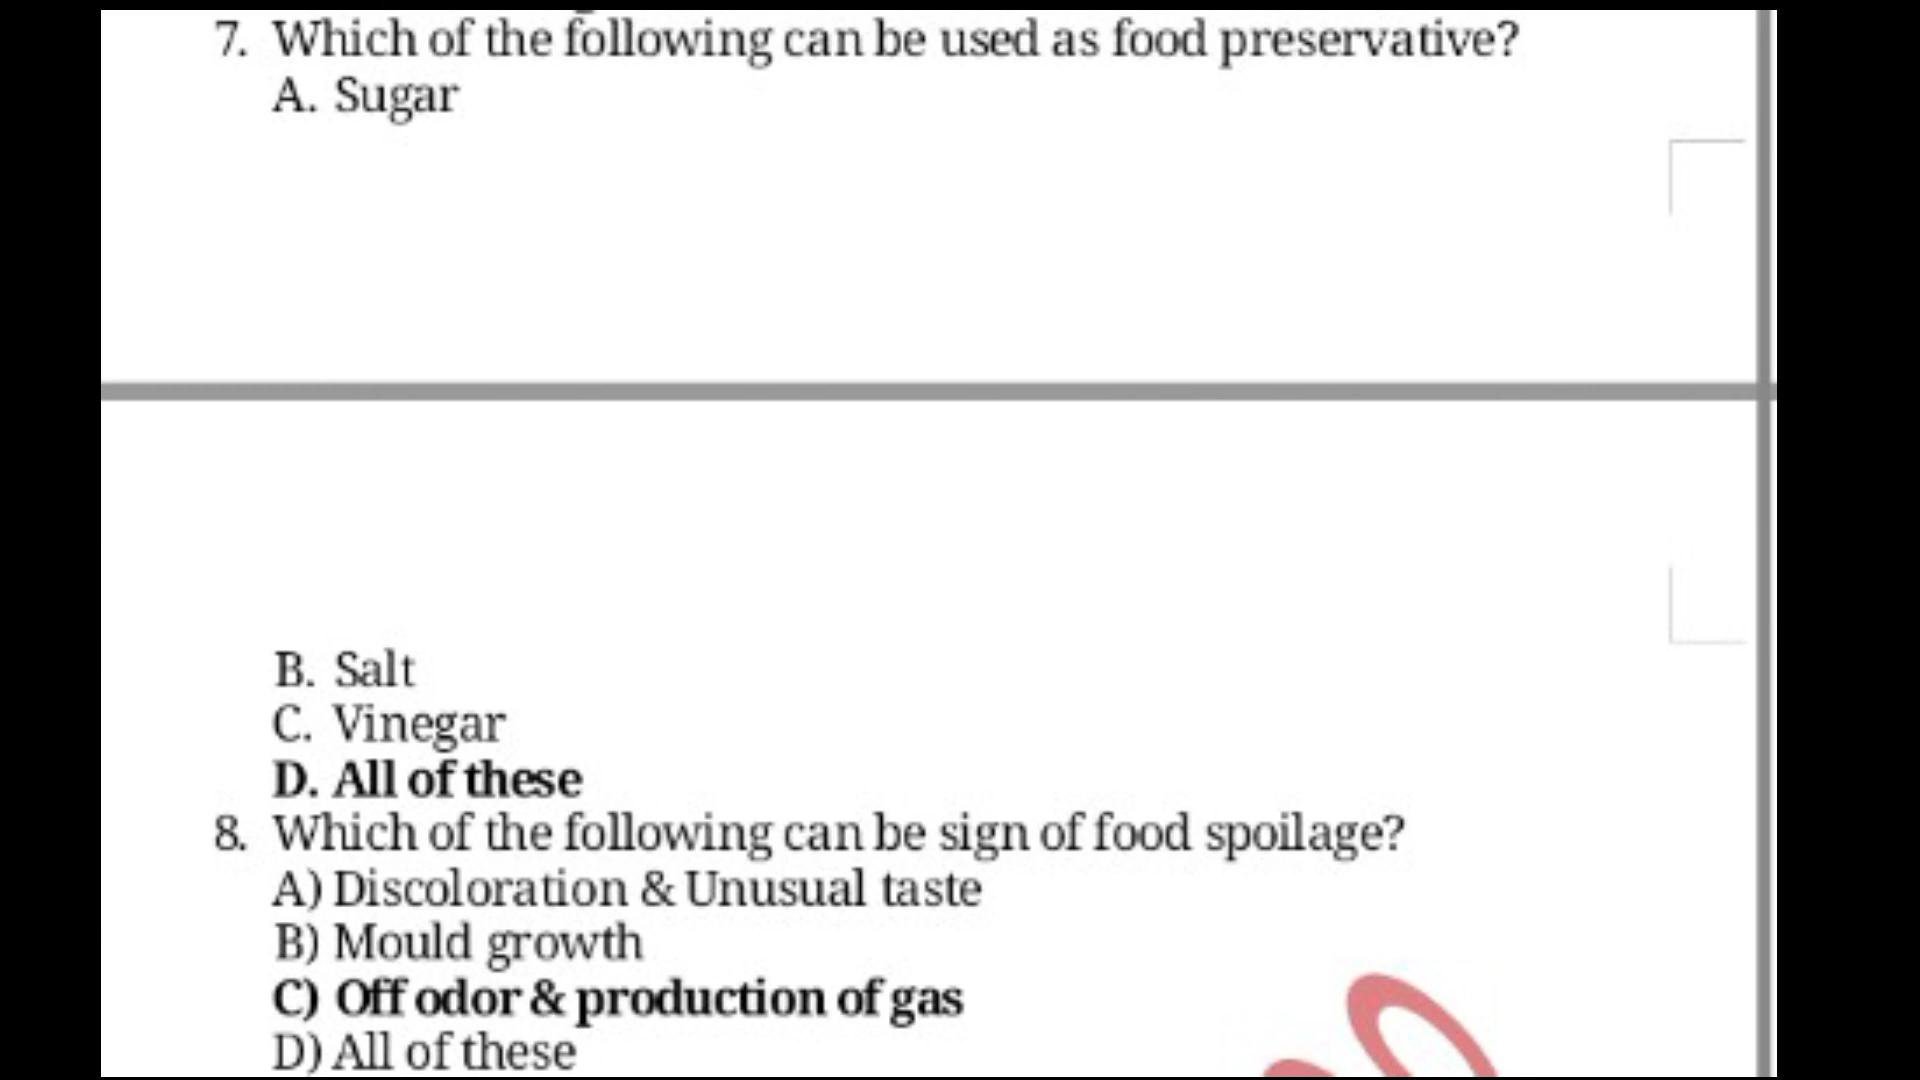 7. Which of the following can be used as food preservative?
A. Sugar
B. Salt
C. Vinegar
D. All of these
8. Which of the following can be sign of food spoilage?
A) Discoloration & Unusual taste
B) Mould growth
C) Off odor & production of gas
D) All of these